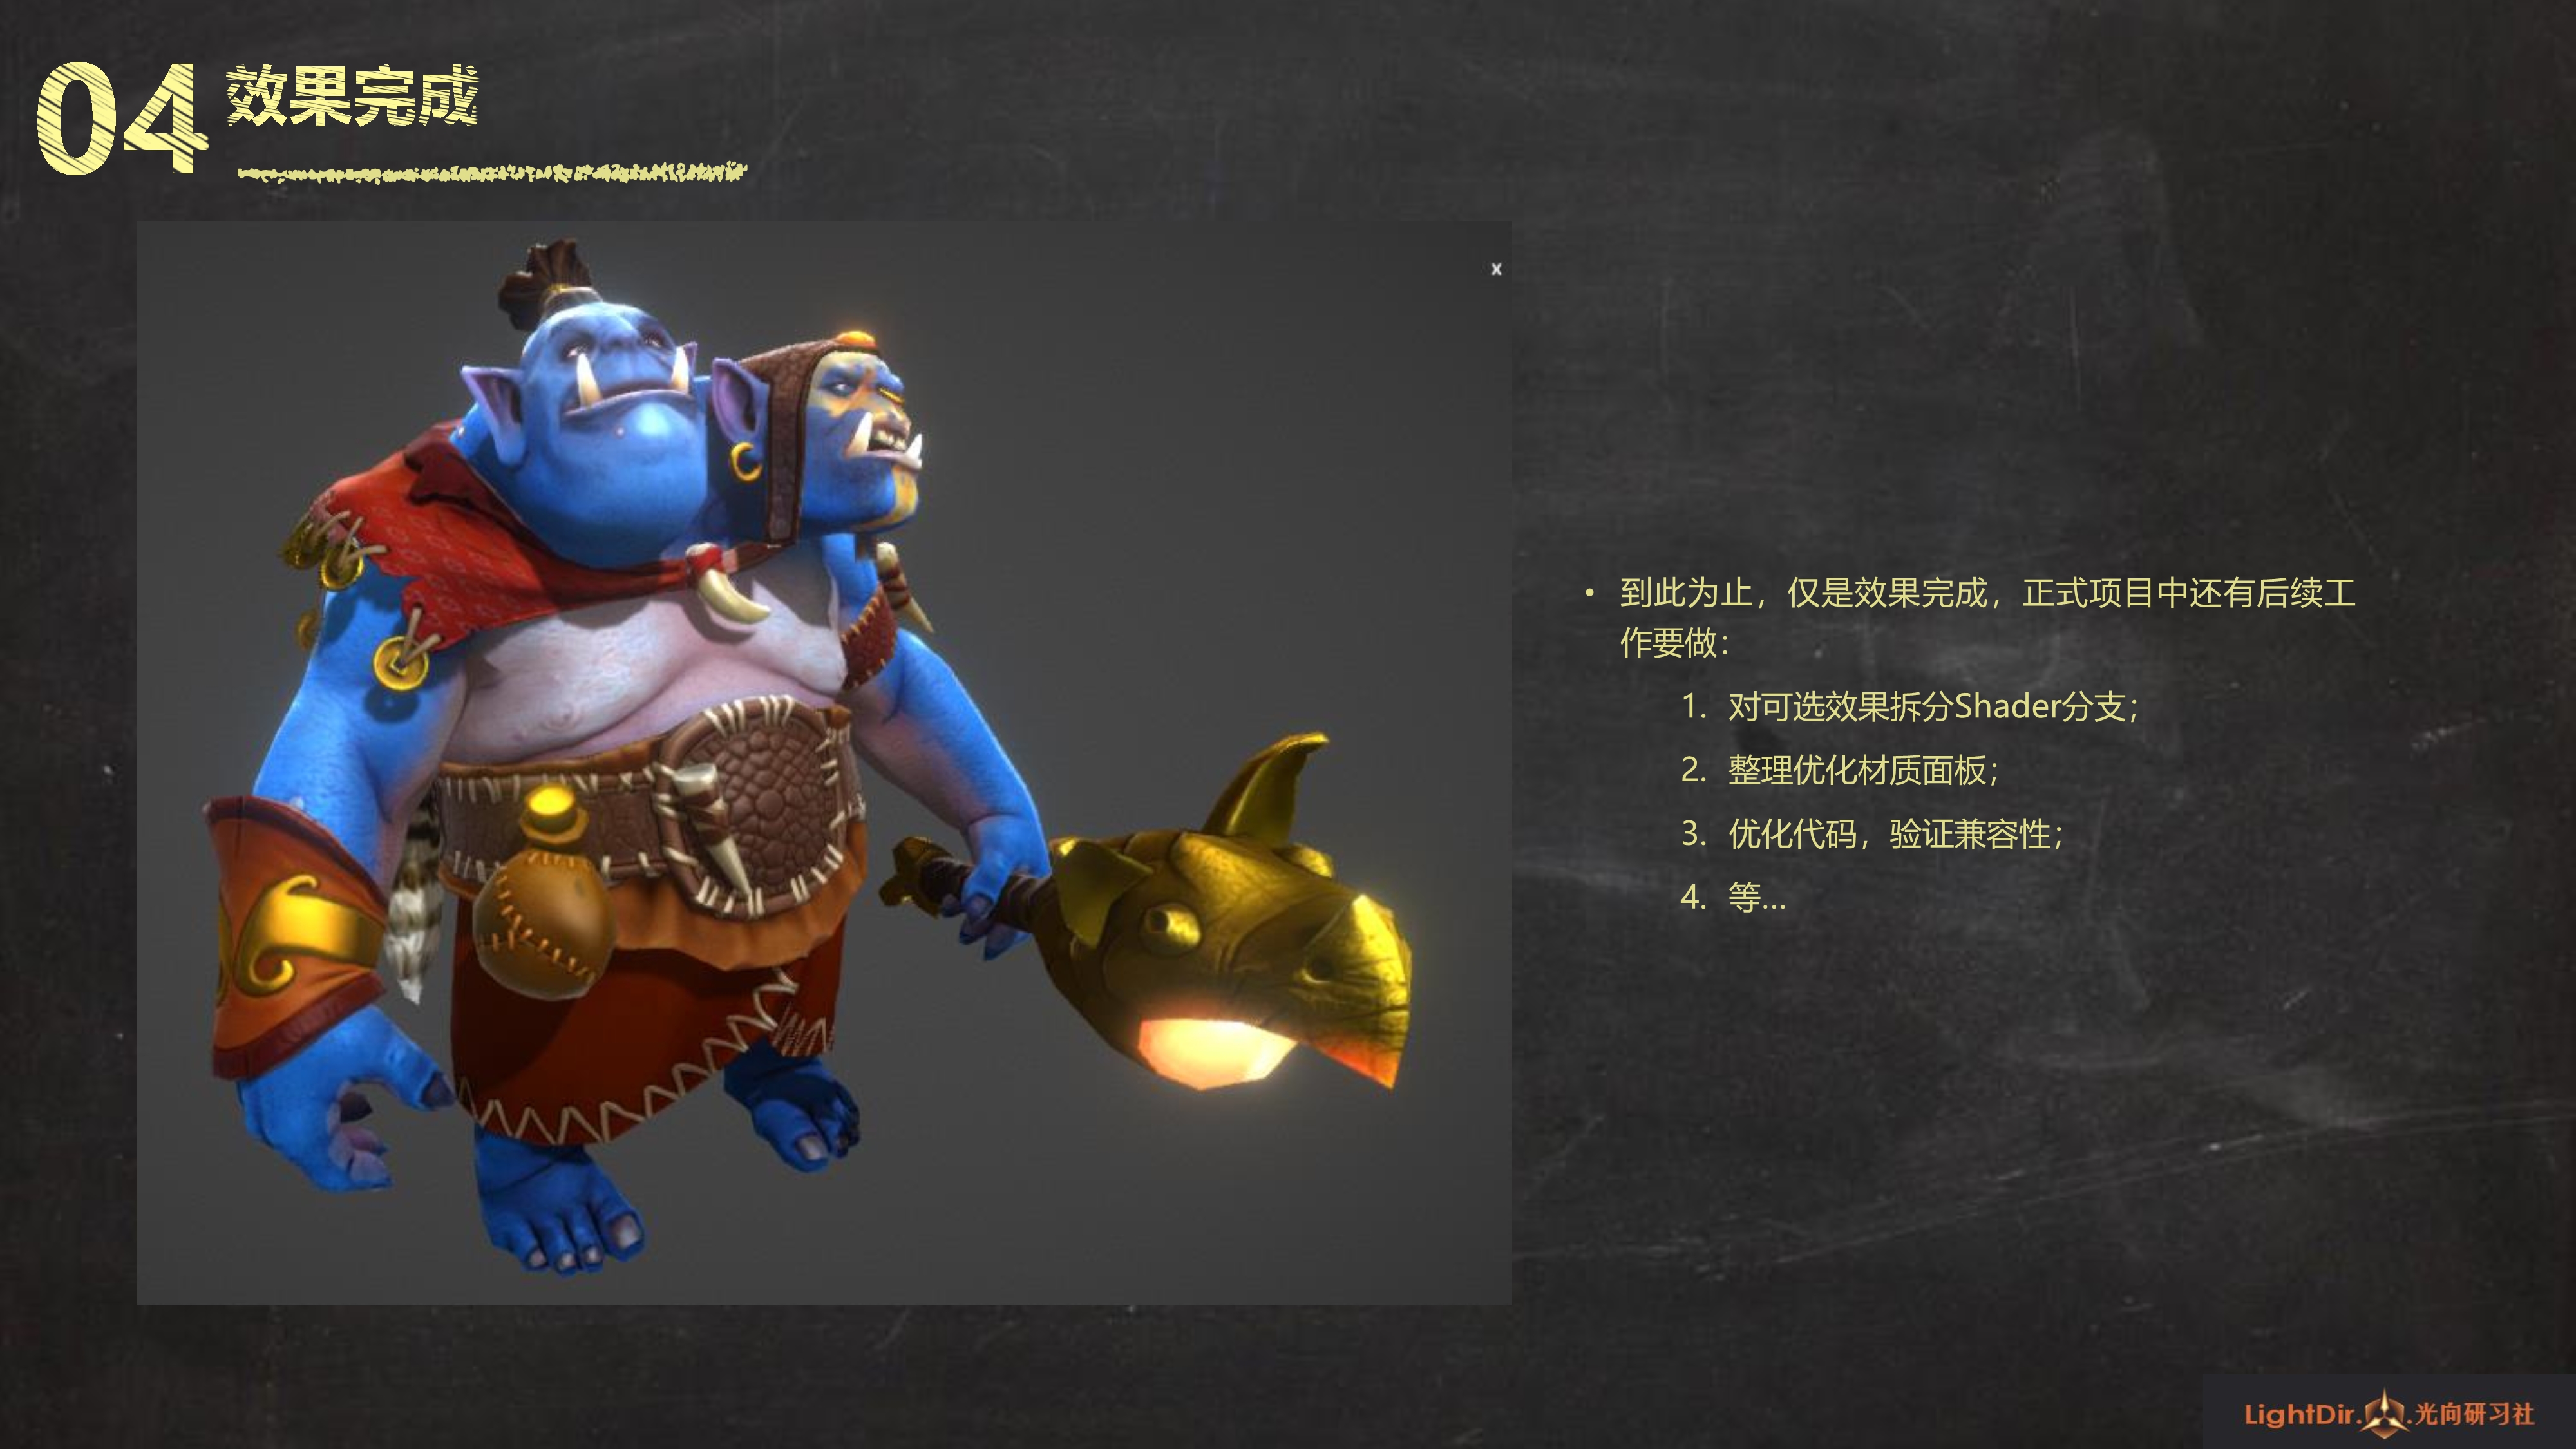 04 效果完成
x
• 到此为止，仅是效果完成，正式项目中还有后续工
作要做：
1. 对可选效果拆分Shader分支；
2. 整理优化材质面板；
3. 优化代码，验证兼容性；
4. 等…
LightDir.光向研习社